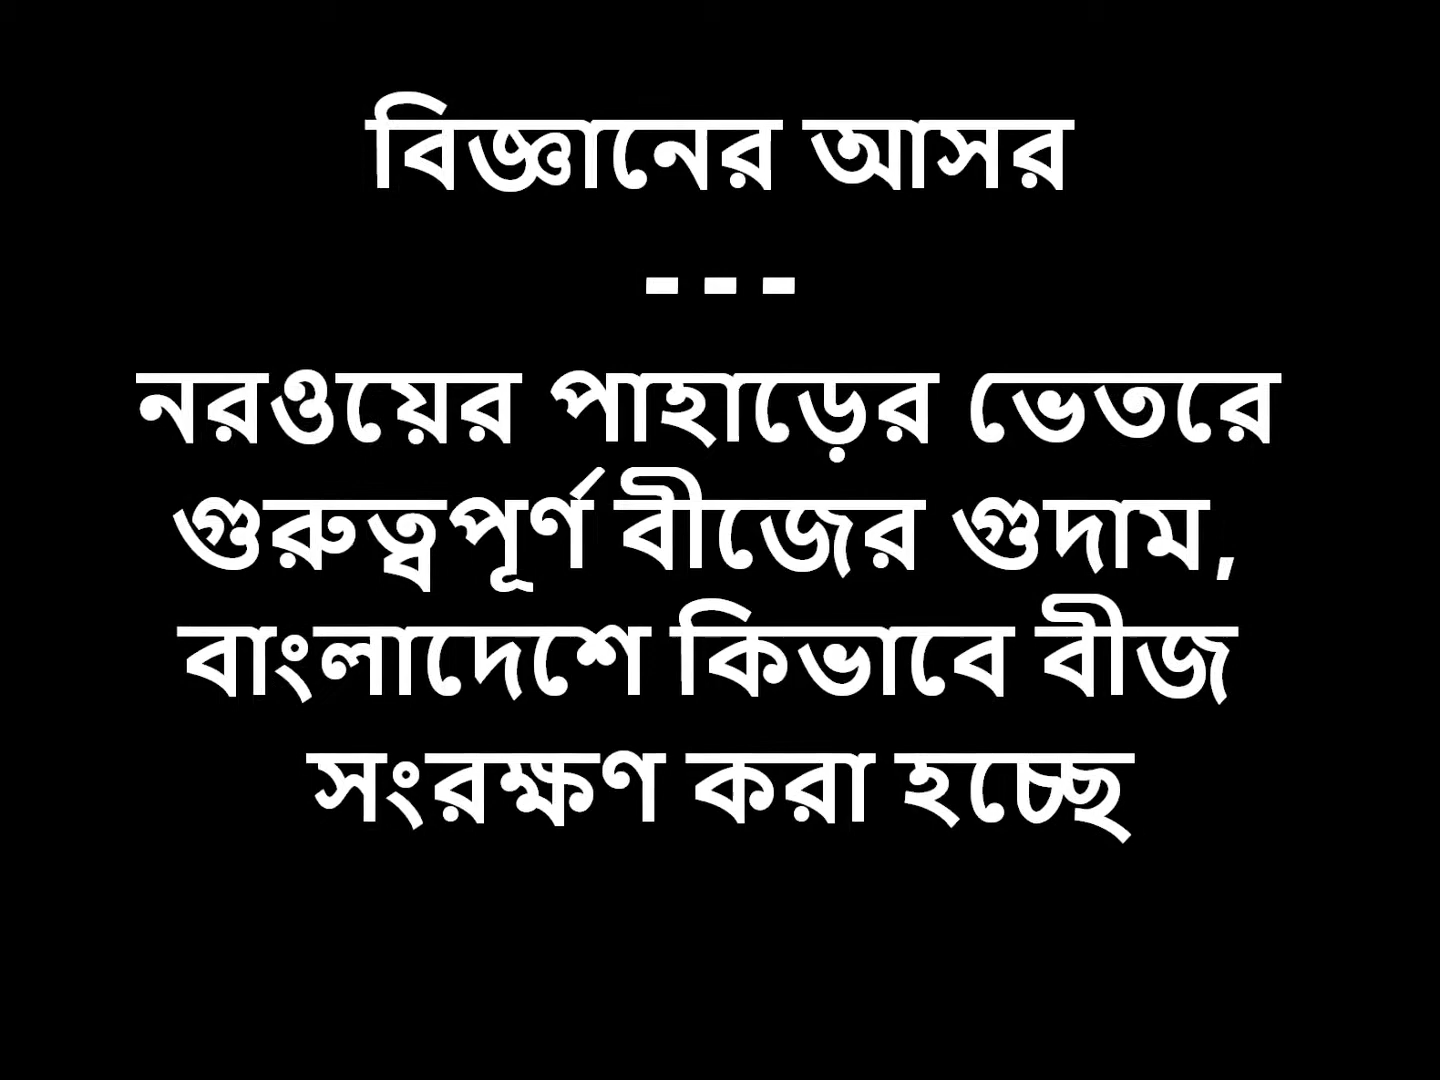 বিজ্ঞানের আসর
---
নরওয়ের পাহাড়ের ভেতরে
গুরুত্বপূর্ণ বীজের গুদাম,
বাংলাদেশে কিভাবে বীজ
সংরক্ষণ করা হচ্ছে